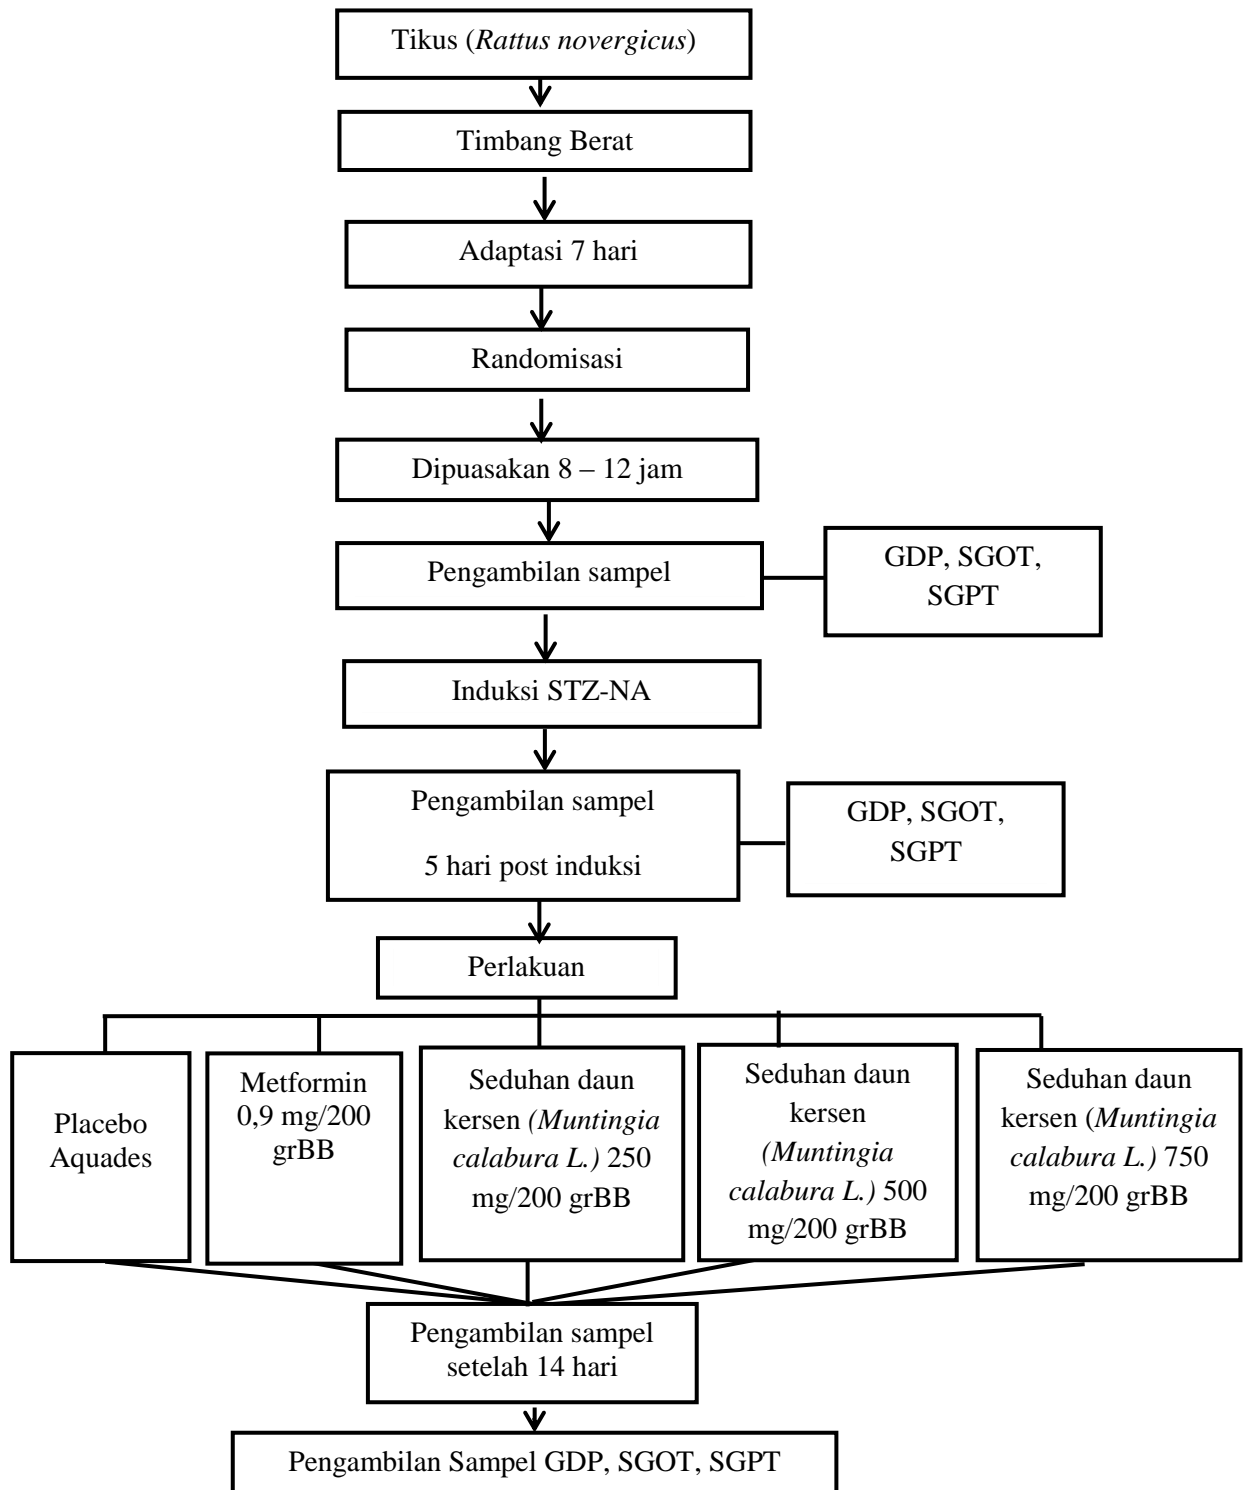 Tikus (Rattus novergicus)
Timbang Berat
Adaptasi 7 hari
Randomisasi
Dipuasakan 8 – 12 jam
Pengambilan sampel
GDP, SGOT,
SGPT
Induksi STZ-NA
Pengambilan sampel
5 hari post induksi
GDP, SGOT,
SGPT
Perlakuan
Placebo
Aquades
Metformin
0,9 mg/200
grBB
Seduhan daun
kersen (Muntingia
calabura L.) 250
mg/200 grBB
Seduhan daun
kersen
(Muntingia
calabura L.) 500
mg/200 grBB
Seduhan daun
kersen (Muntingia
calabura L.) 750
mg/200 grBB
Pengambilan sampel
setelah 14 hari
Pengambilan Sampel GDP, SGOT, SGPT